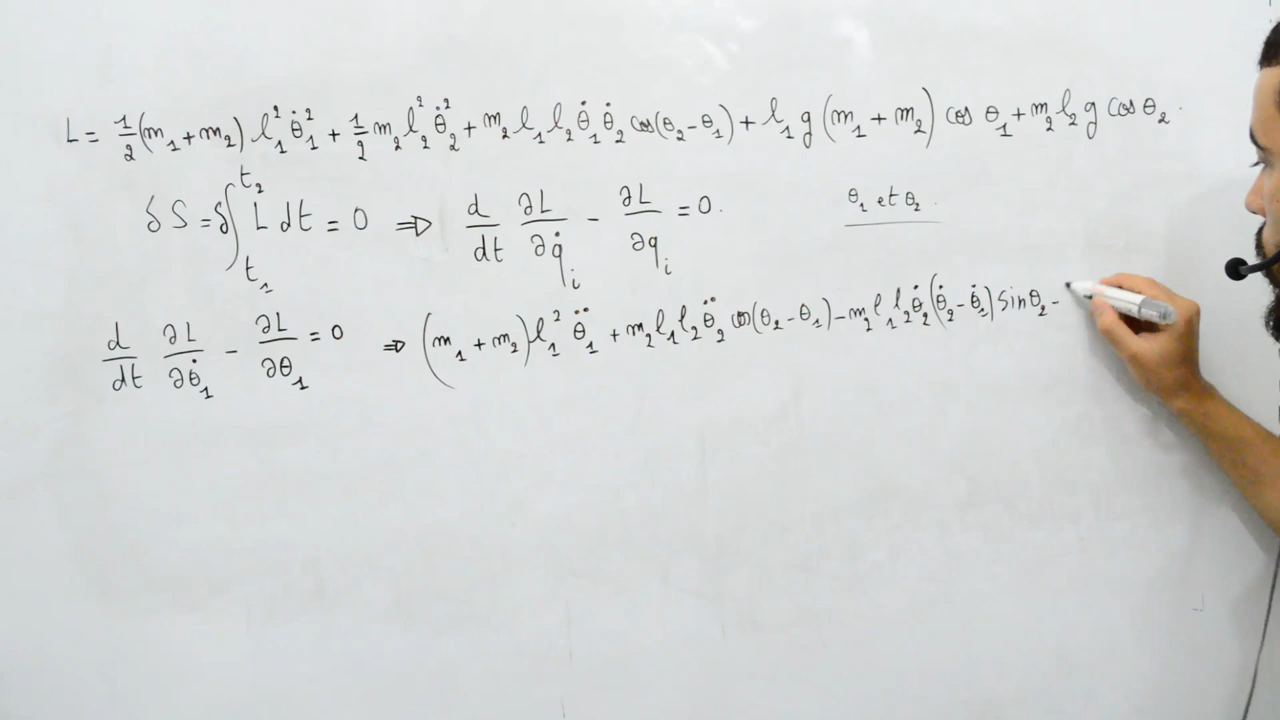 L = 1/2 (m₁ + m₂) l₁² θ̇₁² + 1/2 m₂ l₂² θ̇₂² + m₂ l₁ l₂ θ̇₁ θ̇₂ cos(θ₂ - θ₁) + l₁ g (m₁ + m₂) cos θ₁ + m₂ l₂ g cos θ₂.
δS = δ∫_{t₁}^{t₂} L dt = 0 ⇒ d/dt ∂L/∂q̇ᵢ - ∂L/∂qᵢ = 0. θ₁ et θ₂.
d/dt ∂L/∂θ̇₁ - ∂L/∂θ₁ = 0 ⇒ (m₁ + m₂) l₁² θ̈₁ + m₂ l₁ l₂ θ̈₂ cos(θ₂ - θ₁) - m₂ l₁ l₂ θ̇₂ (θ̇₂ - θ̇₁) Sin θ₂ -